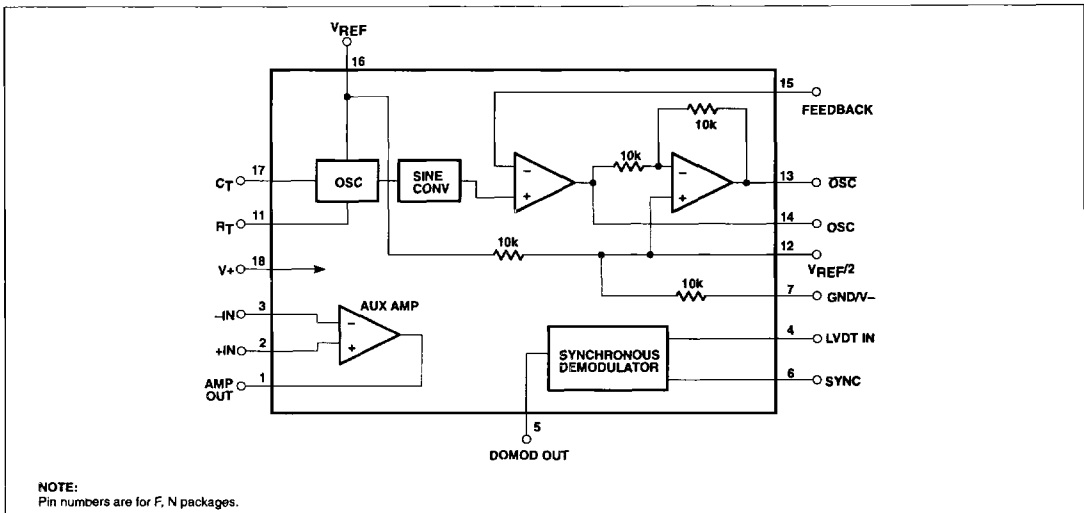 VREF
16
15
FEEDBACK
10k
10k
17
CT
OSC
SINE
CONV
−
+
−
+
13
OSC
14
OSC
11
RT
10k
12
VREF/2
18
V+
10k
7
GND/V−
AUX AMP
3
−IN
−
+
2
+IN
1
AMP
OUT
SYNCHRONOUS
DEMODULATOR
4
LVDT IN
6
SYNC
5
DOMOD OUT
NOTE:
Pin numbers are for F, N packages.